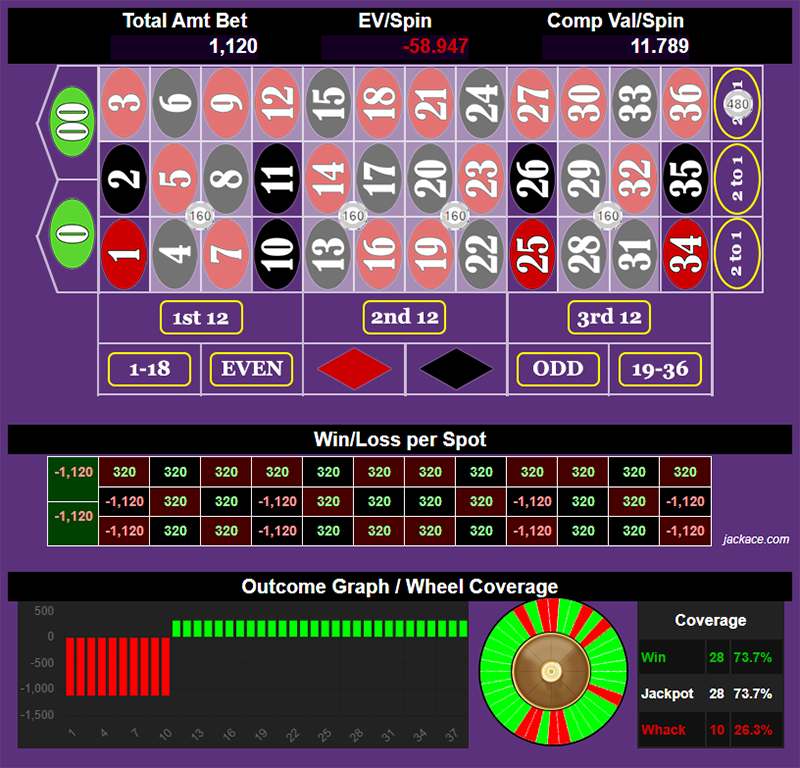 Total Amt Bet EV/Spin Comp Val/Spin
1,120 -58.947 11.789
00 3 6 9 12 15 18 21 24 27 30 33 36 480
2 5 8 11 14 17 20 23 26 29 32 35 2 to 1
160 160 160 160
0 1 4 7 10 13 16 19 22 25 28 31 34 2 to 1
1st 12 2nd 12 3rd 12
1-18 EVEN ODD 19-36
Win/Loss per Spot
-1,120 320 320 320 320 320 320 320 320 320 320 320 320
-1,120 320 320 -1,120 320 320 320 320 -1,120 320 320 -1,120
-1,120 -1,120 320 320 -1,120 320 320 320 320 -1,120 320 320 -1,120
jackace.com
Outcome Graph / Wheel Coverage
500
0
-500
-1,000
-1,500
1 4 7 10 13 16 19 22 25 28 31 34 37
Coverage
Win 28 73.7%
Jackpot 28 73.7%
Whack 10 26.3%